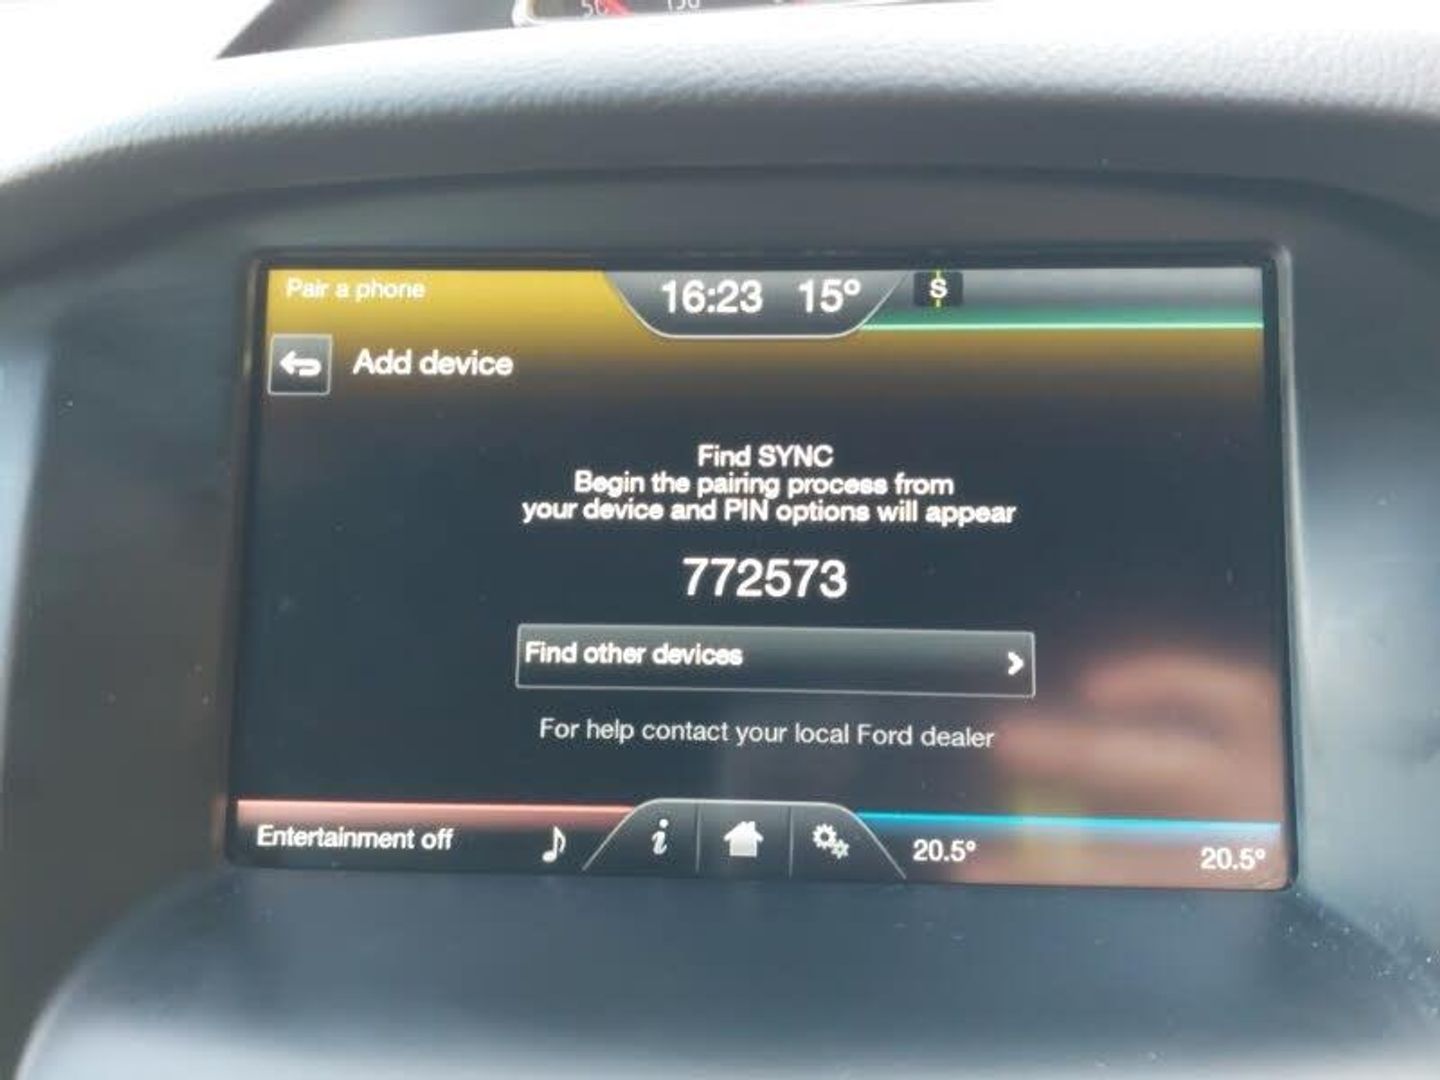 Pair a phone
16:23 15°
S
Add device
Find SYNC
Begin the pairing process from
your device and PIN options will appear
772573
Find other devices
For help contact your local Ford dealer
Entertainment off
i
20.5°
20.5°